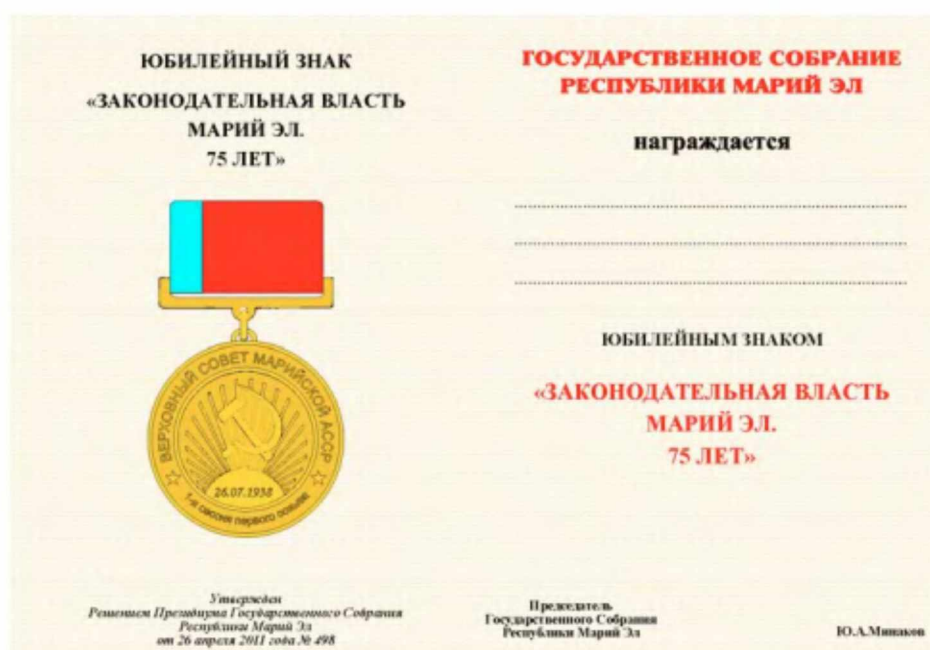 ЮБИЛЕЙНЫЙ ЗНАК
«ЗАКОНОДАТЕЛЬНАЯ ВЛАСТЬ
МАРИЙ ЭЛ.
75 ЛЕТ»
ВЕРХОВНЫЙ СОВЕТ МАРИЙСКОЙ АССР
26.07.1938
1-я сессия первого созыва
Утвержден
Решением Президиума Государственного Собрания
Республики Марий Эл
от 26 апреля 2011 года № 498
ГОСУДАРСТВЕННОЕ СОБРАНИЕ
РЕСПУБЛИКИ МАРИЙ ЭЛ
награждается
ЮБИЛЕЙНЫМ ЗНАКОМ
«ЗАКОНОДАТЕЛЬНАЯ ВЛАСТЬ
МАРИЙ ЭЛ.
75 ЛЕТ»
Председатель
Государственного Собрания
Республики Марий Эл
Ю.А.Минаков